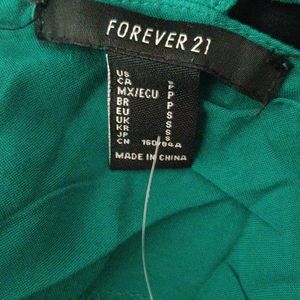 FOREVER 21
US S
CA P
MX/ECU P
BR P
EU S
UK S
KR S
JP S
CN 160/84A
MADE IN CHINA